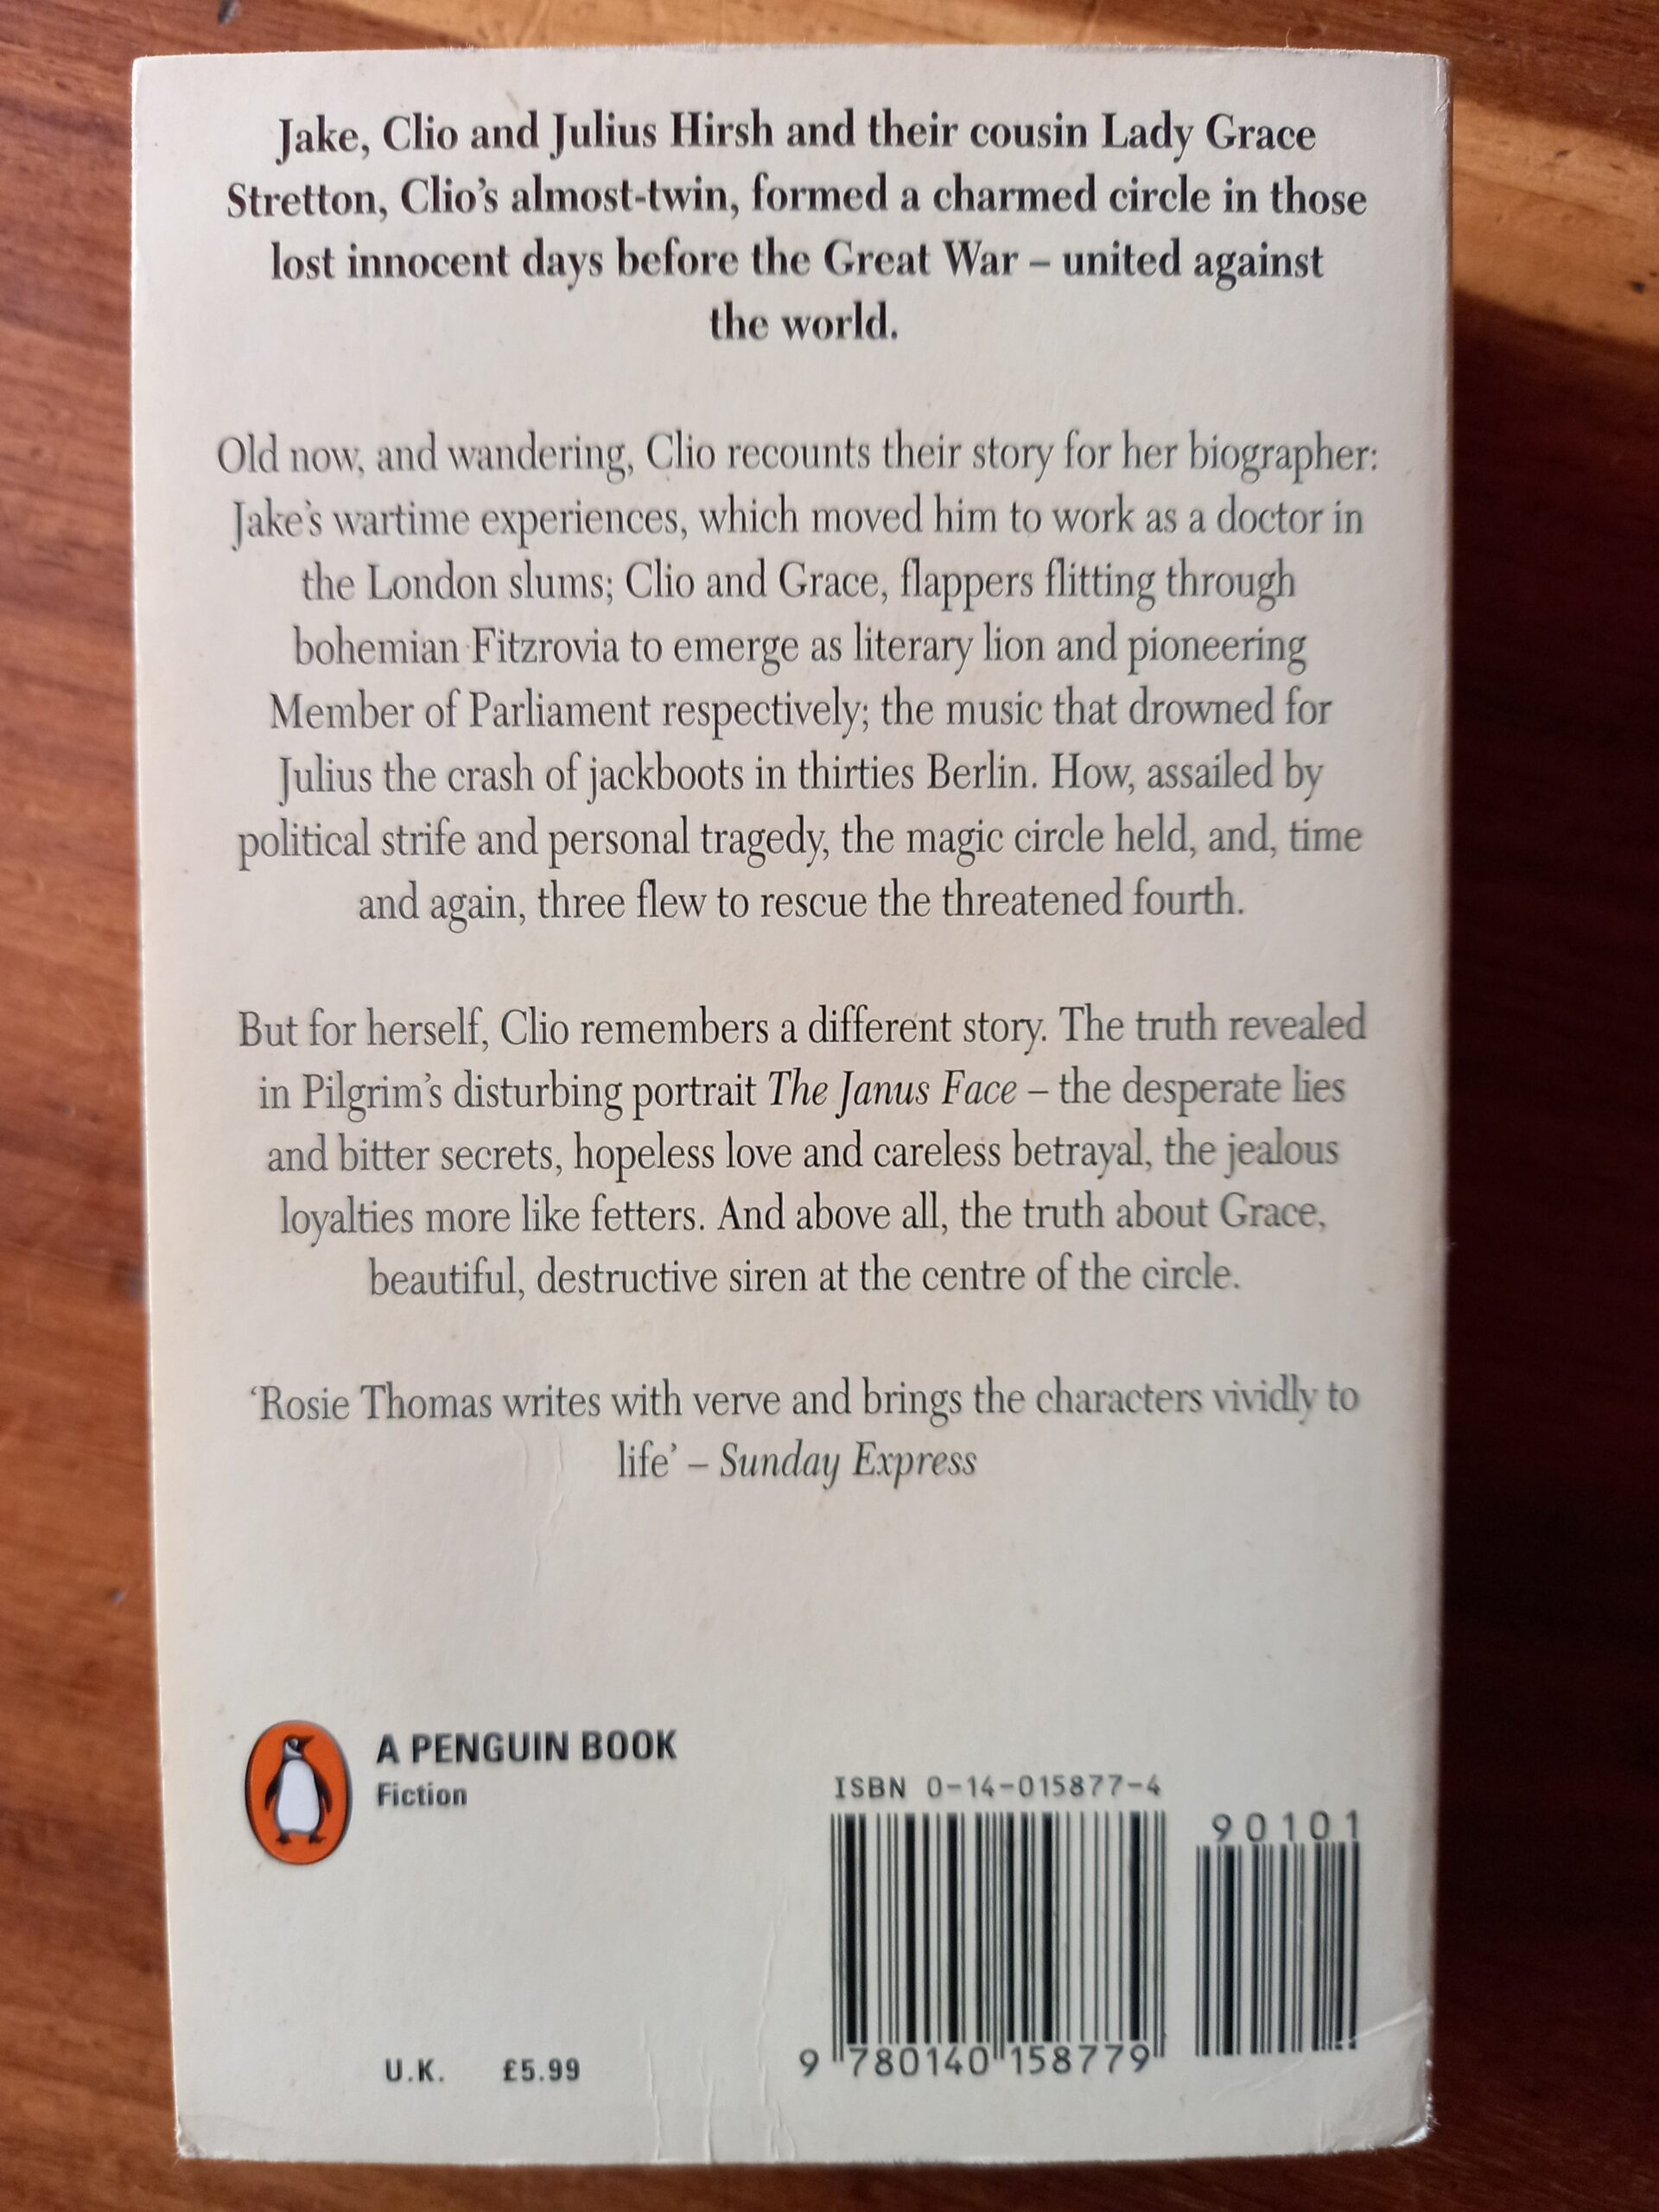 Jake, Clio and Julius Hirsh and their cousin Lady Grace
Stretton, Clio's almost-twin, formed a charmed circle in those
lost innocent days before the Great War – united against
the world.
Old now, and wandering, Clio recounts their story for her biographer:
Jake's wartime experiences, which moved him to work as a doctor in
the London slums; Clio and Grace, flappers flitting through
bohemian Fitzrovia to emerge as literary lion and pioneering
Member of Parliament respectively; the music that drowned for
Julius the crash of jackboots in thirties Berlin. How, assailed by
political strife and personal tragedy, the magic circle held, and, time
and again, three flew to rescue the threatened fourth.
But for herself, Clio remembers a different story. The truth revealed
in Pilgrim's disturbing portrait The Janus Face – the desperate lies
and bitter secrets, hopeless love and careless betrayal, the jealous
loyalties more like fetters. And above all, the truth about Grace,
beautiful, destructive siren at the centre of the circle.
‘Rosie Thomas writes with verve and brings the characters vividly to
life’ – Sunday Express
A PENGUIN BOOK
Fiction
ISBN 0-14-015877-4
90101
9 780140 158779
U.K. £5.99